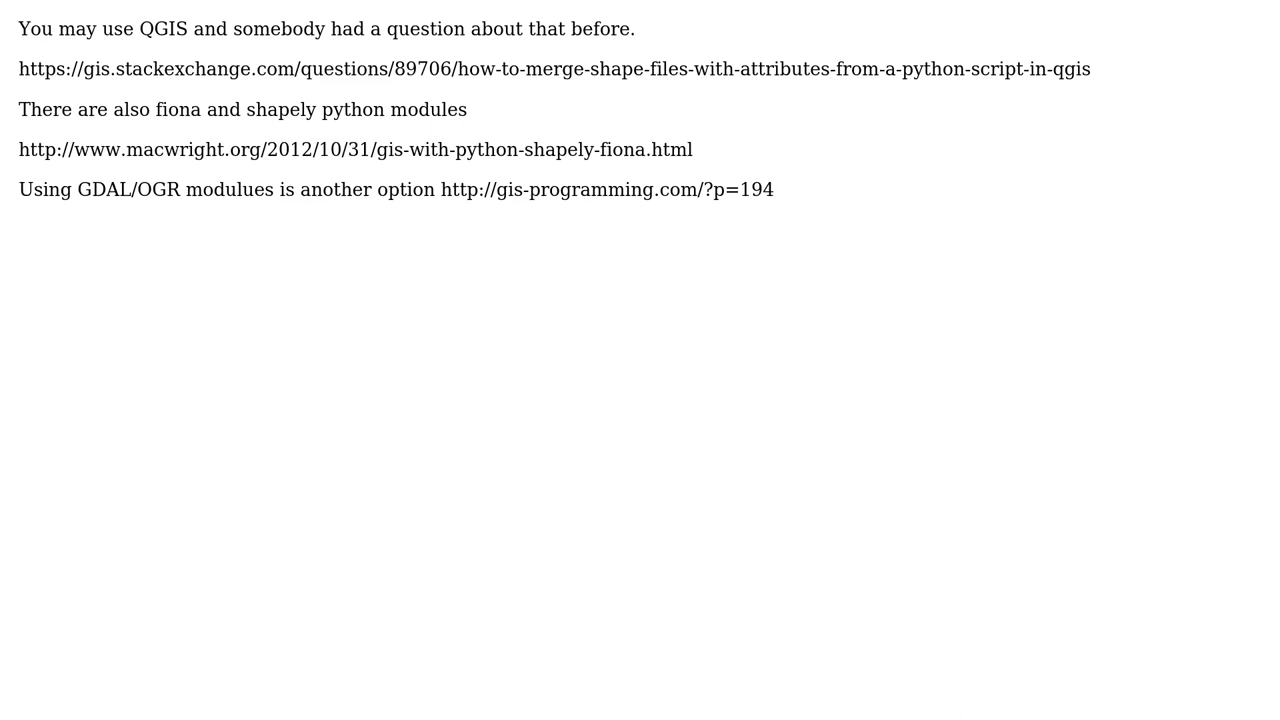 You may use QGIS and somebody had a question about that before.
https://gis.stackexchange.com/questions/89706/how-to-merge-shape-files-with-attributes-from-a-python-script-in-qgis
There are also fiona and shapely python modules
http://www.macwright.org/2012/10/31/gis-with-python-shapely-fiona.html
Using GDAL/OGR modulues is another option http://gis-programming.com/?p=194